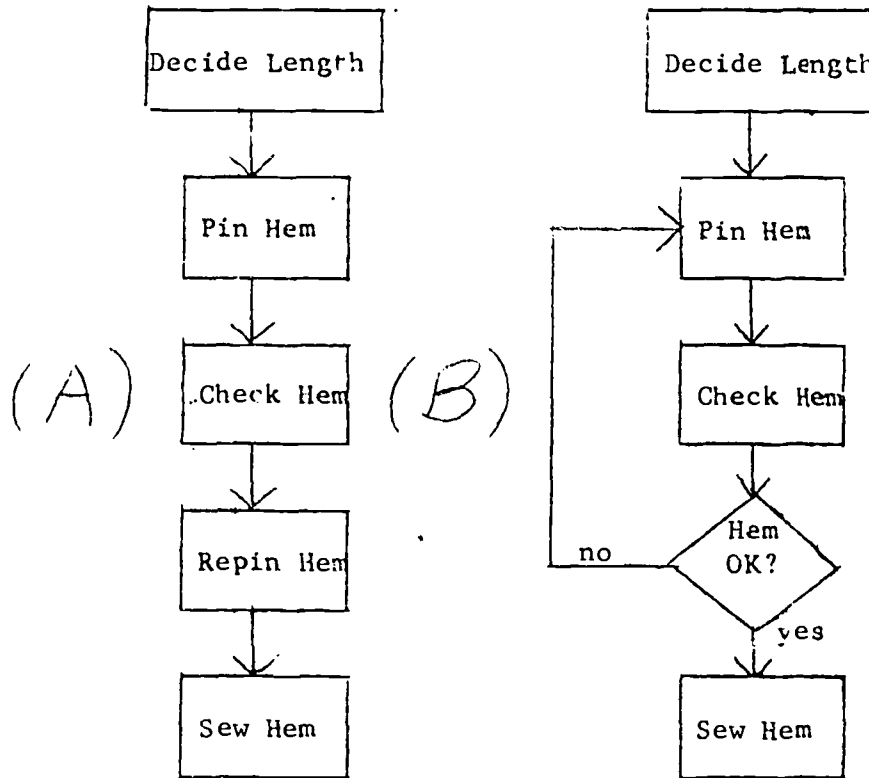 Decide Length
Pin Hem
(A)
Check Hem
Repin Hem
Sew Hem
Decide Length
Pin Hem
(B)
Check Hem
Hem
OK?
no
yes
Sew Hem